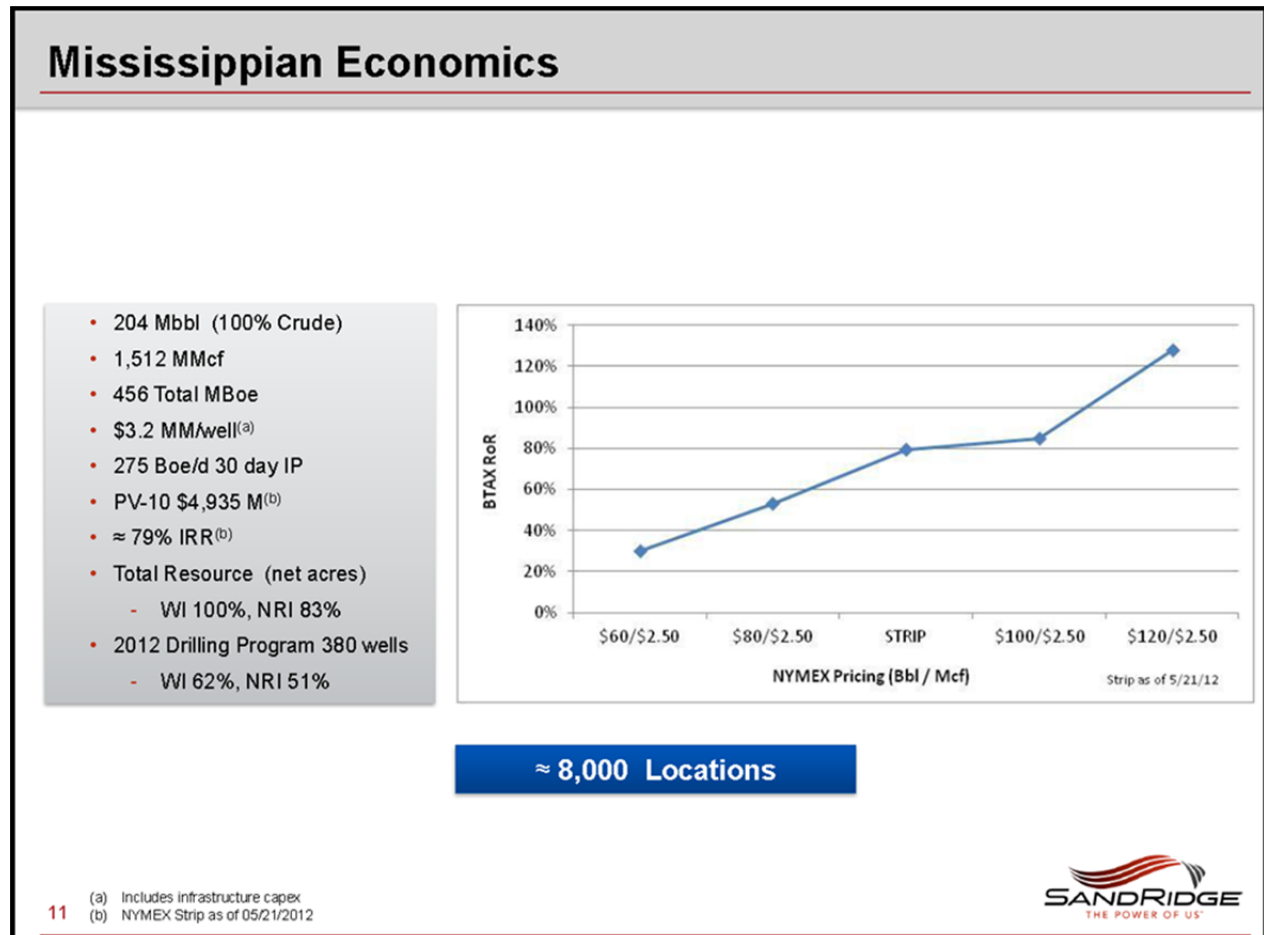 Mississippian Economics
• 204 Mbbl (100% Crude)
• 1,512 MMcf
• 456 Total MBoe
• $3.2 MM/well(a)
• 275 Boe/d 30 day IP
• PV-10 $4,935 M(b)
• ≈ 79% IRR(b)
• Total Resource (net acres)
- WI 100%, NRI 83%
• 2012 Drilling Program 380 wells
- WI 62%, NRI 51%
BTAX RoR
140%
120%
100%
80%
60%
40%
20%
0%
$60/$2.50 $80/$2.50 STRIP $100/$2.50 $120/$2.50
NYMEX Pricing (Bbl / Mcf)
Strip as of 5/21/12
≈ 8,000 Locations
(a) Includes infrastructure capex
(b) NYMEX Strip as of 05/21/2012
11
SANDRIDGE
THE POWER OF US